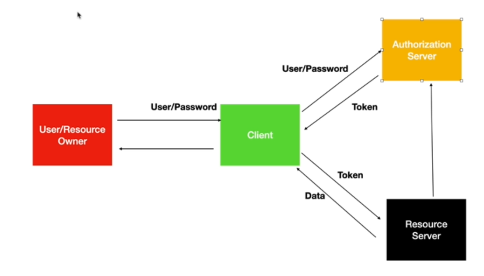 Authorization
Server
User/Password
User/Password
Token
User/Resource
Owner
Client
Token
Data
Resource
Server